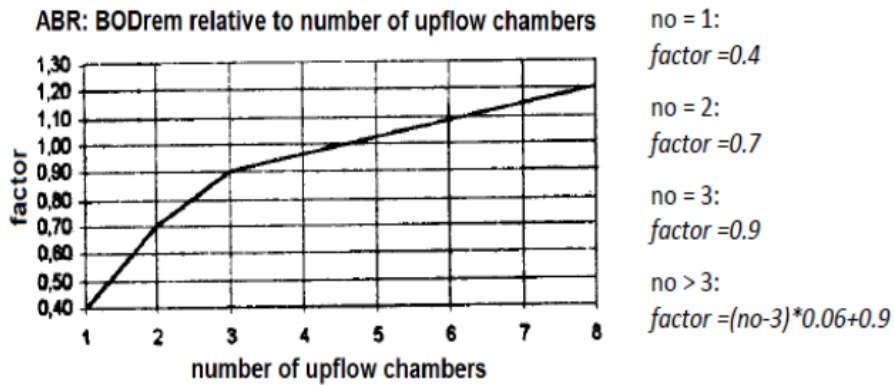 ABR: BODrem relative to number of upflow chambers
1,30
1,20
1,10
1,00
0,90
0,80
0,70
0,60
0,50
0,40
factor
1 2 3 4 5 6 7 8
number of upflow chambers
no = 1:
factor =0.4
no = 2:
factor =0.7
no = 3:
factor =0.9
no > 3:
factor =(no-3)*0.06+0.9